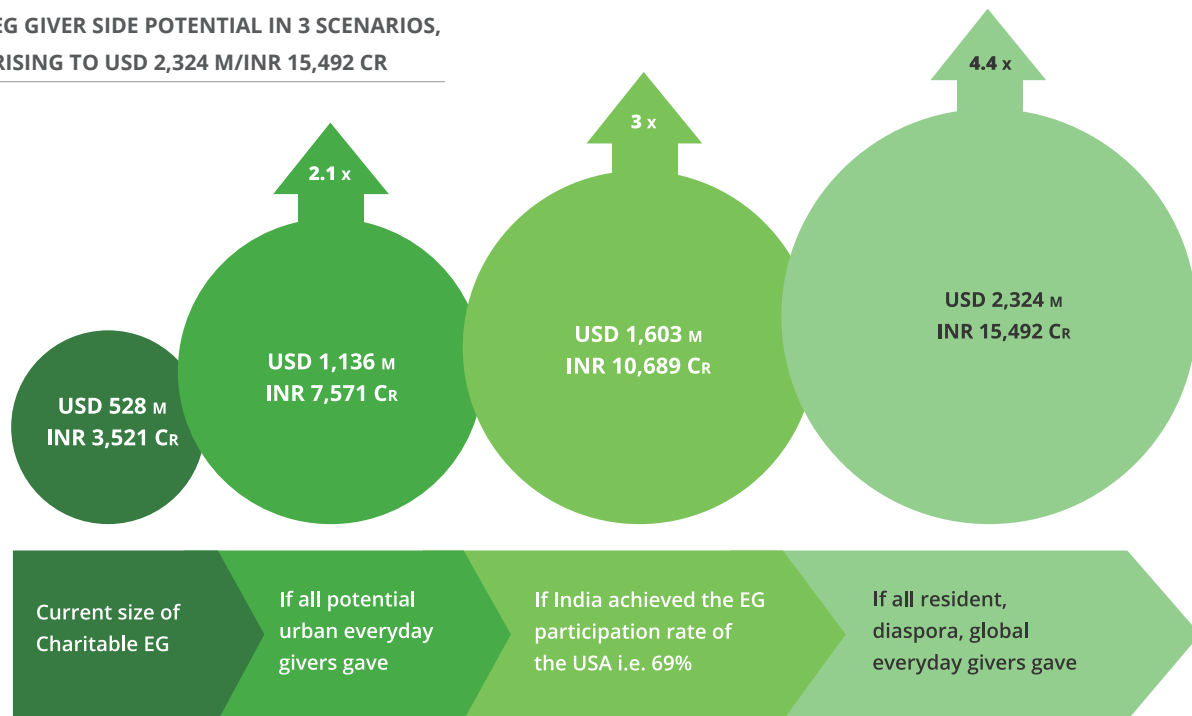 EG GIVER SIDE POTENTIAL IN 3 SCENARIOS,
RISING TO USD 2,324 M/INR 15,492 CR
4.4 x
3 x
2.1 x
USD 2,324 M
INR 15,492 CR
USD 1,603 M
INR 10,689 CR
USD 1,136 M
INR 7,571 CR
USD 528 M
INR 3,521 CR
Current size of
Charitable EG
If all potential
urban everyday
givers gave
If India achieved the EG
participation rate of
the USA i.e. 69%
If all resident,
diaspora, global
everyday givers gave